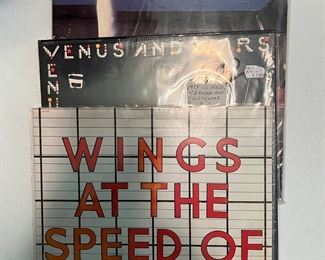 VENUS AND MARS
VENU
WINGS
AT THE
SPEED OF